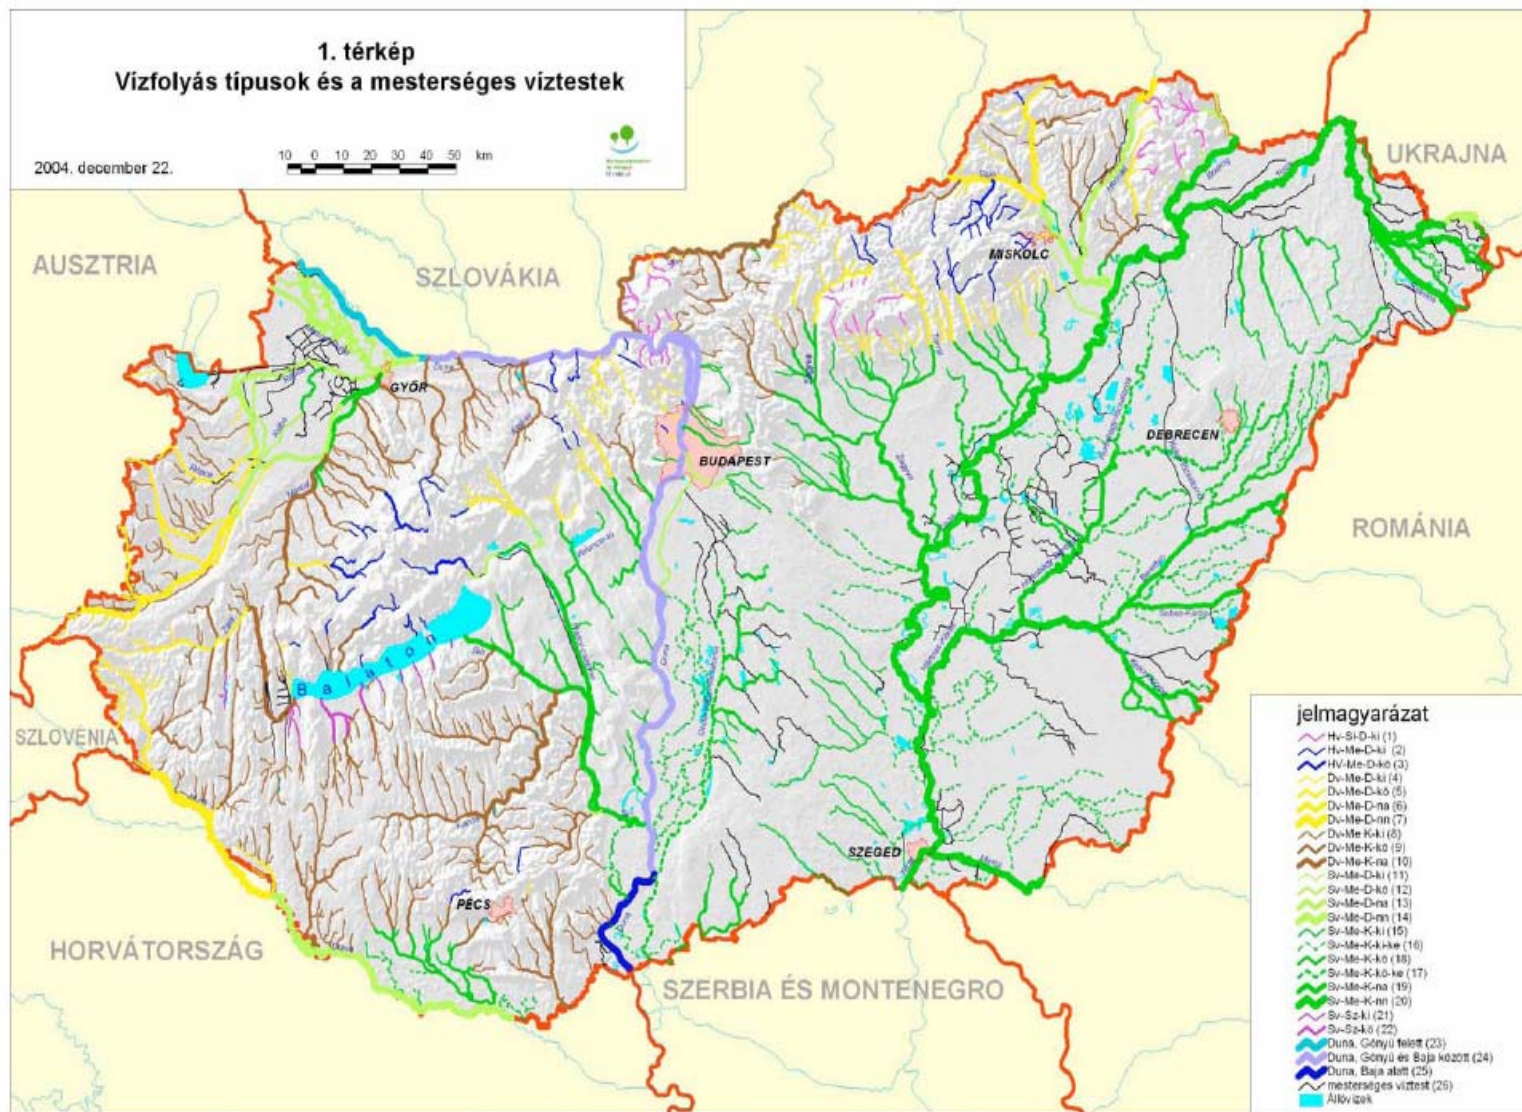 1. térkép
Vízfolyás típusok és a mesterséges víztestek
2004. december 22.
10 0 10 20 30 40 50 km
UKRAJNA
AUSZTRIA
SZLOVÁKIA
MISKOLC
GYŐR
DEBRECEN
BUDAPEST
ROMÁNIA
Zagyva
Duna
Balaton
Sió
SZLOVÉNIA
SZEGED
Maros
PÉCS
HORVÁTORSZÁG
SZERBIA ÉS MONTENEGRO
jelmagyarázat
Hv-Si-D-ki (1)
Hv-Me-D-ki (2)
HV-Me-D-kö (3)
Dv-Me-D-ki (4)
Dv-Me-D-kö (5)
Dv-Me-D-na (6)
Dv-Me-D-nn (7)
Dv-Me-K-ki (8)
Dv-Me-K-kö (9)
Dv-Me-K-na (10)
Sv-Me-D-ki (11)
Sv-Me-D-kö (12)
Sv-Me-D-na (13)
Sv-Me-D-nn (14)
Sv-Me-K-ki (15)
Sv-Me-K-ki-ke (16)
Sv-Me-K-kö (18)
Sv-Me-K-kö-ke (17)
Sv-Me-K-na (19)
Sv-Me-K-nn (20)
Sv-Sz-ki (21)
Sv-Sz-kö (22)
Duna, Gönyű felett (23)
Duna, Gönyű és Baja között (24)
Duna, Baja alatt (25)
mesterséges víztest (26)
Állóvizek